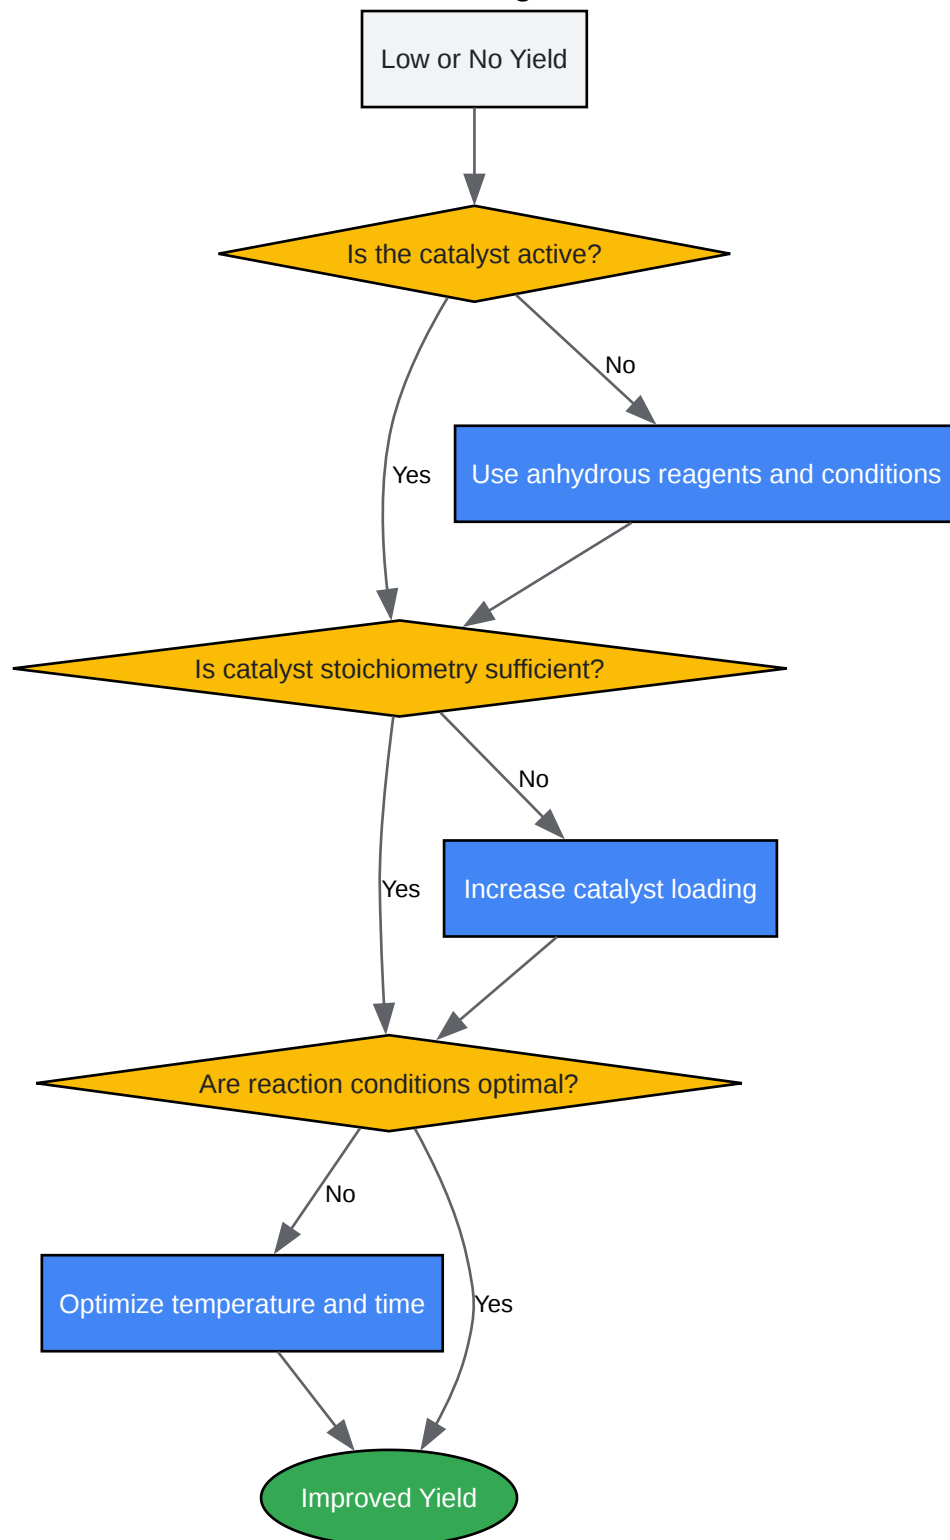 Low or No Yield
Is the catalyst active?
No
Yes
Use anhydrous reagents and conditions
Is catalyst stoichiometry sufficient?
No
Yes
Increase catalyst loading
Are reaction conditions optimal?
No
Optimize temperature and time
Yes
Improved Yield